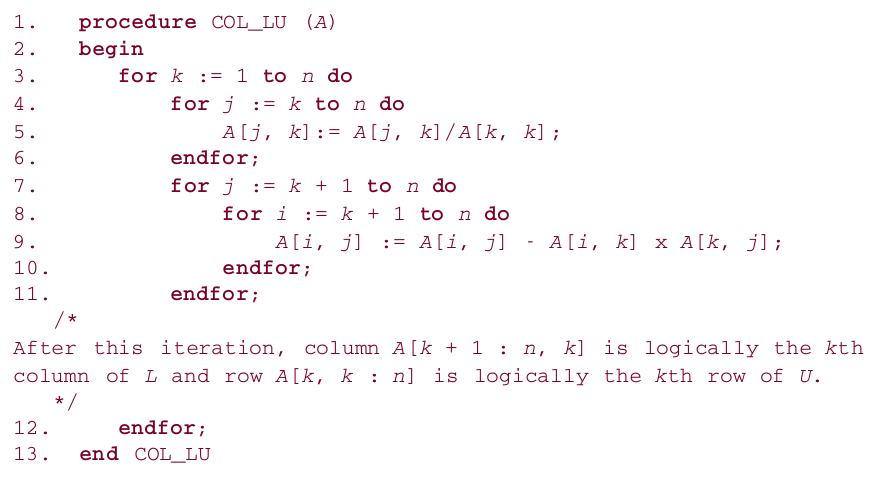 1. procedure COL_LU (A)
2. begin
3. for k := 1 to n do
4. for j := k to n do
5. A[j, k]:= A[j, k]/A[k, k];
6. endfor;
7. for j := k + 1 to n do
8. for i := k + 1 to n do
9. A[i, j] := A[i, j] - A[i, k] x A[k, j];
10. endfor;
11. endfor;
/*
After this iteration, column A[k + 1 : n, k] is logically the kth
column of L and row A[k, k : n] is logically the kth row of U.
*/
12. endfor;
13. end COL_LU